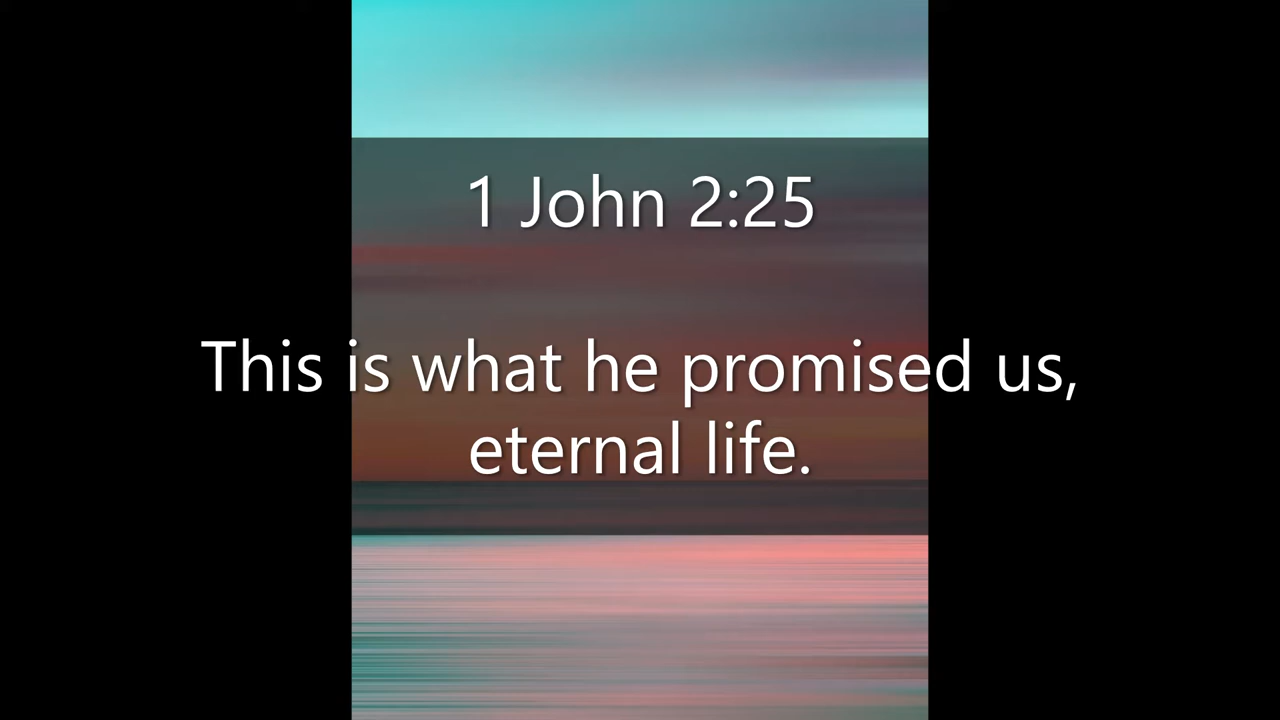 1 John 2:25
This is what he promised us,
eternal life.